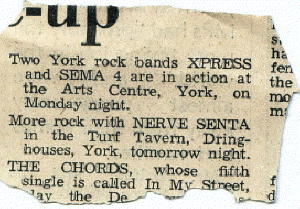 -up
Two York rock bands XPRESS
and SEMA 4 are in action at
the Arts Centre, York, on
Monday night.
More rock with NERVE SENTA
in the Turf Tavern, Dring-
houses, York, tomorrow night.
THE CHORDS, whose fifth
single is called In My Street,
the De